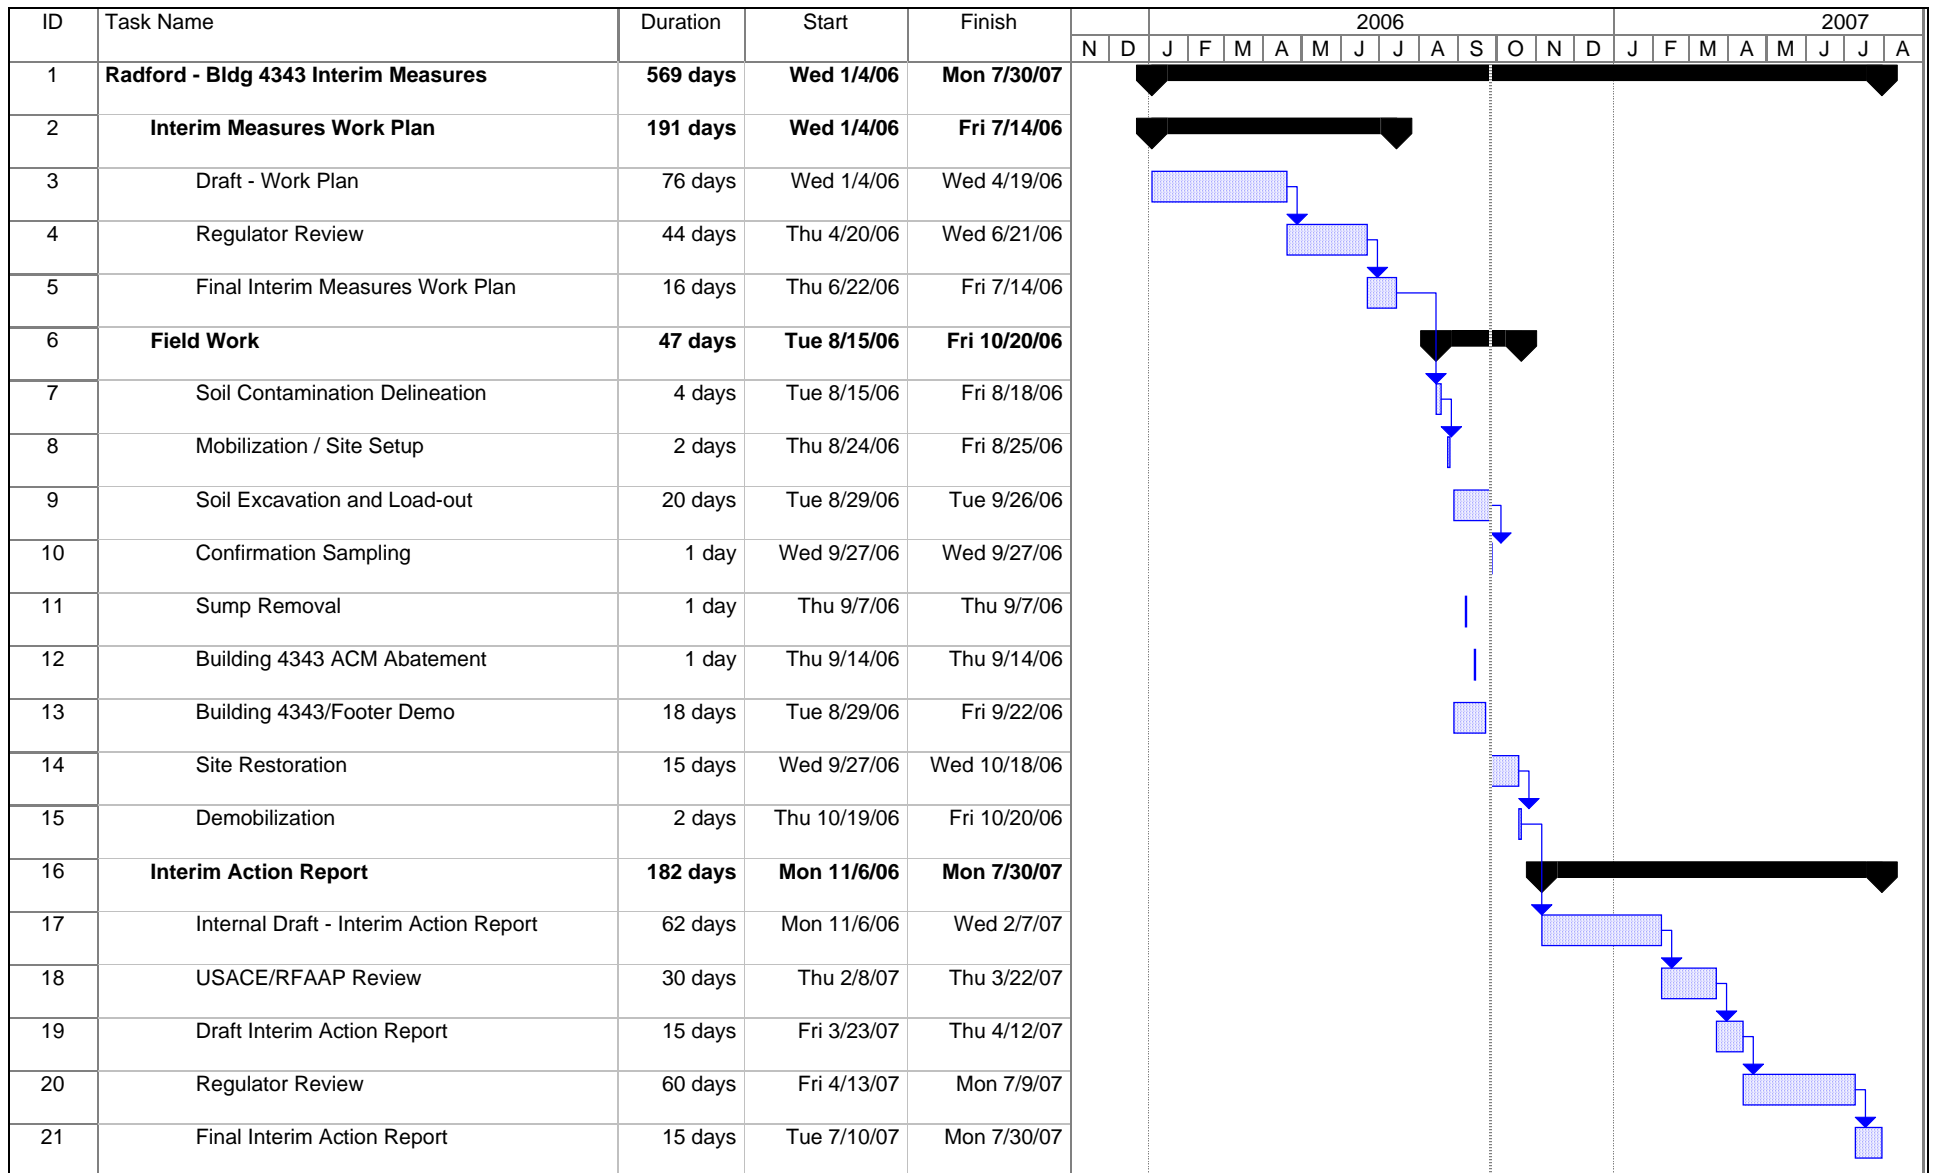 ID Task Name Duration Start Finish 2006 2007
N D J F M A M J J A S O N D J F M A M J J A
1 Radford - Bldg 4343 Interim Measures 569 days Wed 1/4/06 Mon 7/30/07
2 Interim Measures Work Plan 191 days Wed 1/4/06 Fri 7/14/06
3 Draft - Work Plan 76 days Wed 1/4/06 Wed 4/19/06
4 Regulator Review 44 days Thu 4/20/06 Wed 6/21/06
5 Final Interim Measures Work Plan 16 days Thu 6/22/06 Fri 7/14/06
6 Field Work 47 days Tue 8/15/06 Fri 10/20/06
7 Soil Contamination Delineation 4 days Tue 8/15/06 Fri 8/18/06
8 Mobilization / Site Setup 2 days Thu 8/24/06 Fri 8/25/06
9 Soil Excavation and Load-out 20 days Tue 8/29/06 Tue 9/26/06
10 Confirmation Sampling 1 day Wed 9/27/06 Wed 9/27/06
11 Sump Removal 1 day Thu 9/7/06 Thu 9/7/06
12 Building 4343 ACM Abatement 1 day Thu 9/14/06 Thu 9/14/06
13 Building 4343/Footer Demo 18 days Tue 8/29/06 Fri 9/22/06
14 Site Restoration 15 days Wed 9/27/06 Wed 10/18/06
15 Demobilization 2 days Thu 10/19/06 Fri 10/20/06
16 Interim Action Report 182 days Mon 11/6/06 Mon 7/30/07
17 Internal Draft - Interim Action Report 62 days Mon 11/6/06 Wed 2/7/07
18 USACE/RFAAP Review 30 days Thu 2/8/07 Thu 3/22/07
19 Draft Interim Action Report 15 days Fri 3/23/07 Thu 4/12/07
20 Regulator Review 60 days Fri 4/13/07 Mon 7/9/07
21 Final Interim Action Report 15 days Tue 7/10/07 Mon 7/30/07